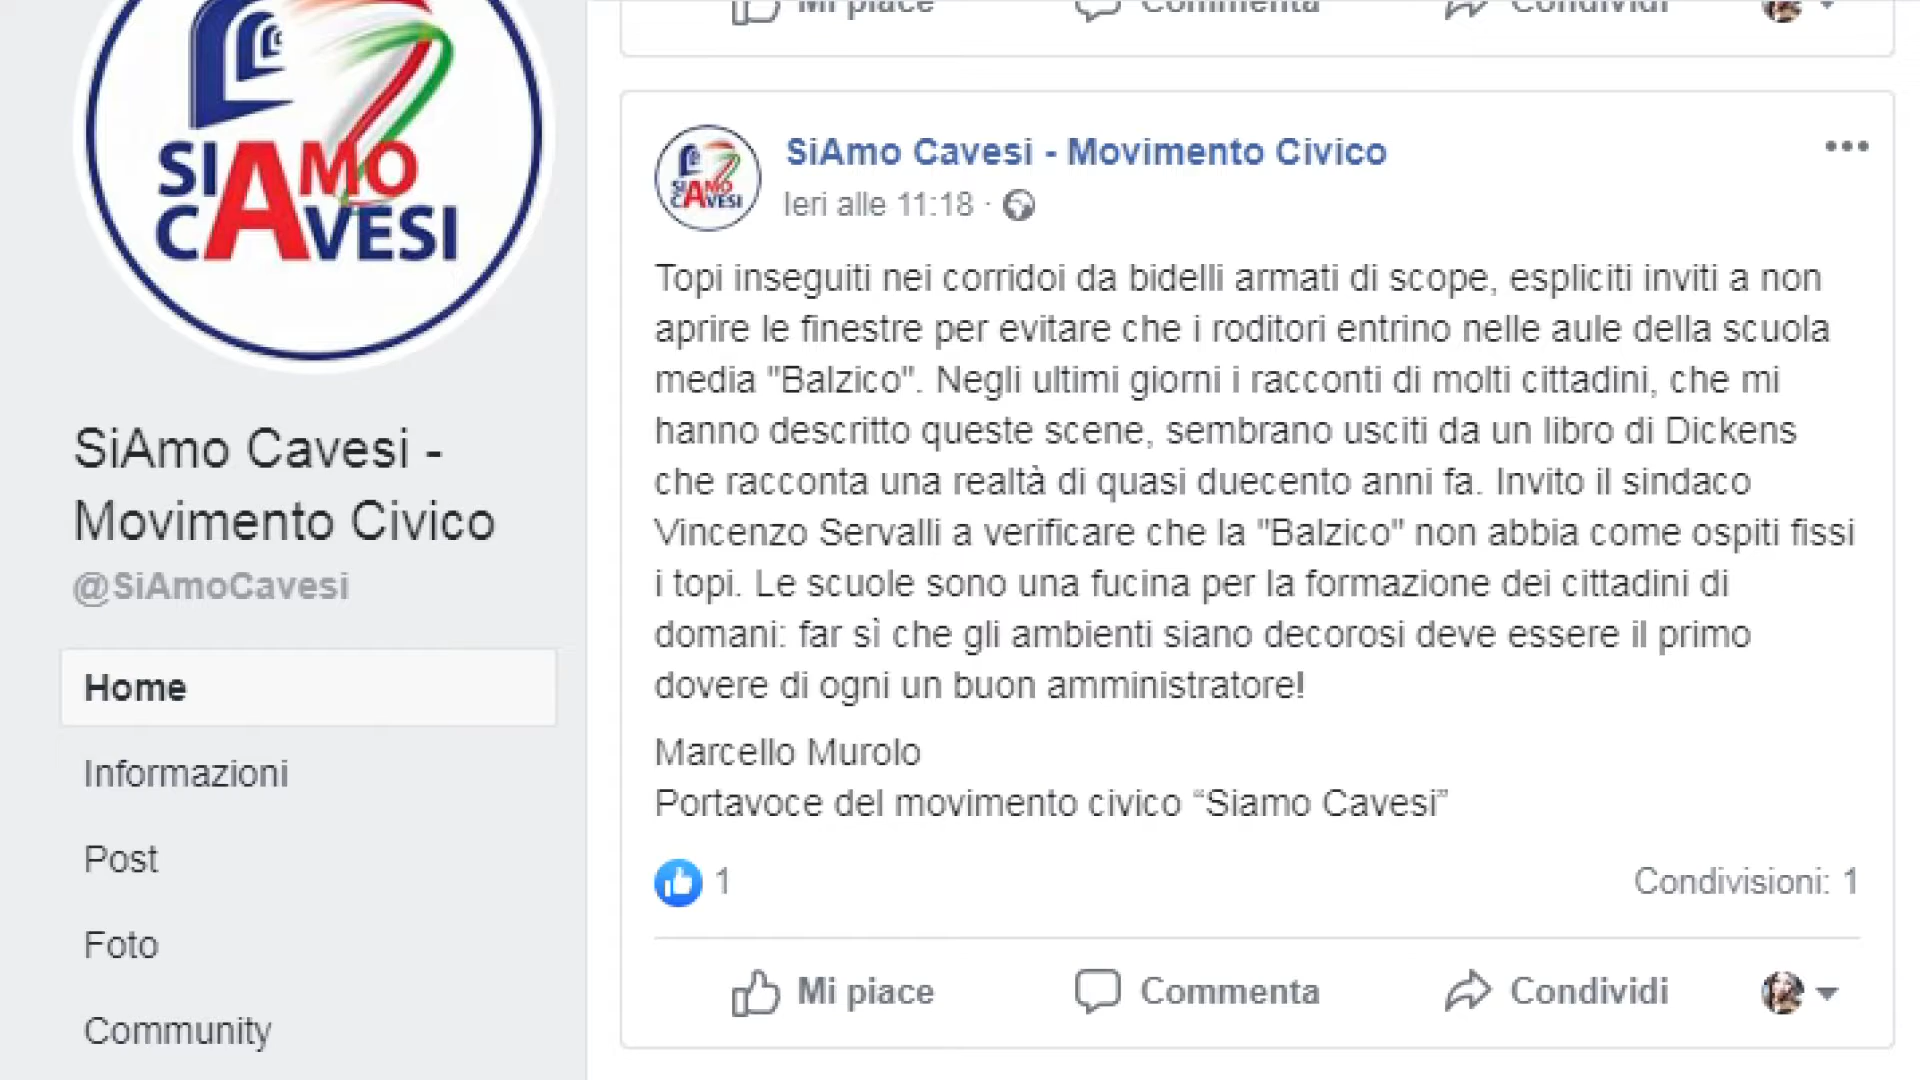 SIAMO
CAVESI
SiAmo Cavesi -
Movimento Civico
@SiAmoCavesi
Home
Informazioni
Post
Foto
Community
Mi piace
Commenta
Condividi
SIAMO
CAVESI
SiAmo Cavesi - Movimento Civico
Ieri alle 11:18 ·
Topi inseguiti nei corridoi da bidelli armati di scope, espliciti inviti a non
aprire le finestre per evitare che i roditori entrino nelle aule della scuola
media "Balzico". Negli ultimi giorni i racconti di molti cittadini, che mi
hanno descritto queste scene, sembrano usciti da un libro di Dickens
che racconta una realtà di quasi duecento anni fa. Invito il sindaco
Vincenzo Servalli a verificare che la "Balzico" non abbia come ospiti fissi
i topi. Le scuole sono una fucina per la formazione dei cittadini di
domani: far sì che gli ambienti siano decorosi deve essere il primo
dovere di ogni un buon amministratore!
Marcello Murolo
Portavoce del movimento civico “Siamo Cavesi”
1
Condivisioni: 1
Mi piace
Commenta
Condividi